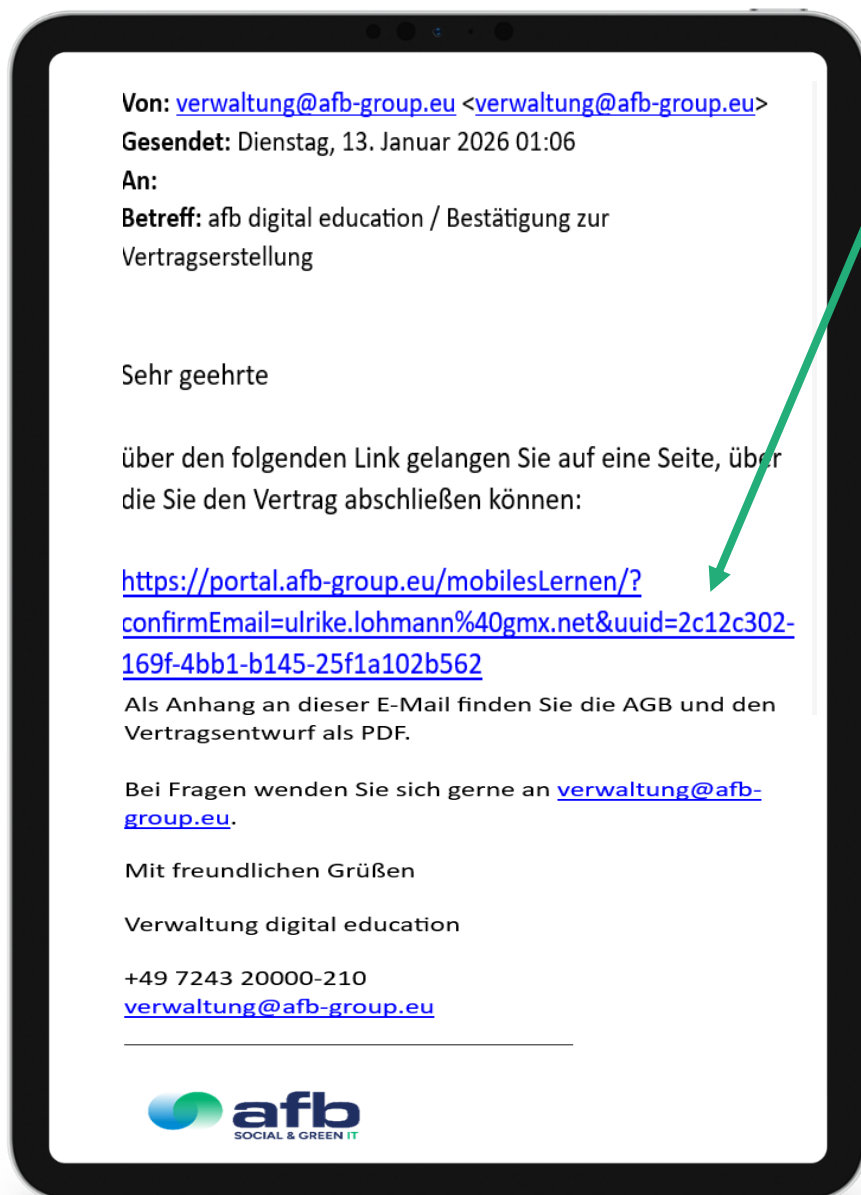 Von: verwaltung@afb-group.eu <verwaltung@afb-group.eu>
Gesendet: Dienstag, 13. Januar 2026 01:06
An:
Betreff: afb digital education / Bestätigung zur
Vertragserstellung
Sehr geehrte
über den folgenden Link gelangen Sie auf eine Seite, über
die Sie den Vertrag abschließen können:
https://portal.afb-group.eu/mobilesLernen/?
confirmEmail=ulrike.lohmann%40gmx.net&uuid=2c12c302-
169f-4bb1-b145-25f1a102b562
Als Anhang an dieser E-Mail finden Sie die AGB und den
Vertragsentwurf als PDF.
Bei Fragen wenden Sie sich gerne an verwaltung@afb-
group.eu.
Mit freundlichen Grüßen
Verwaltung digital education
+49 7243 20000-210
verwaltung@afb-group.eu
afb
SOCIAL & GREEN IT